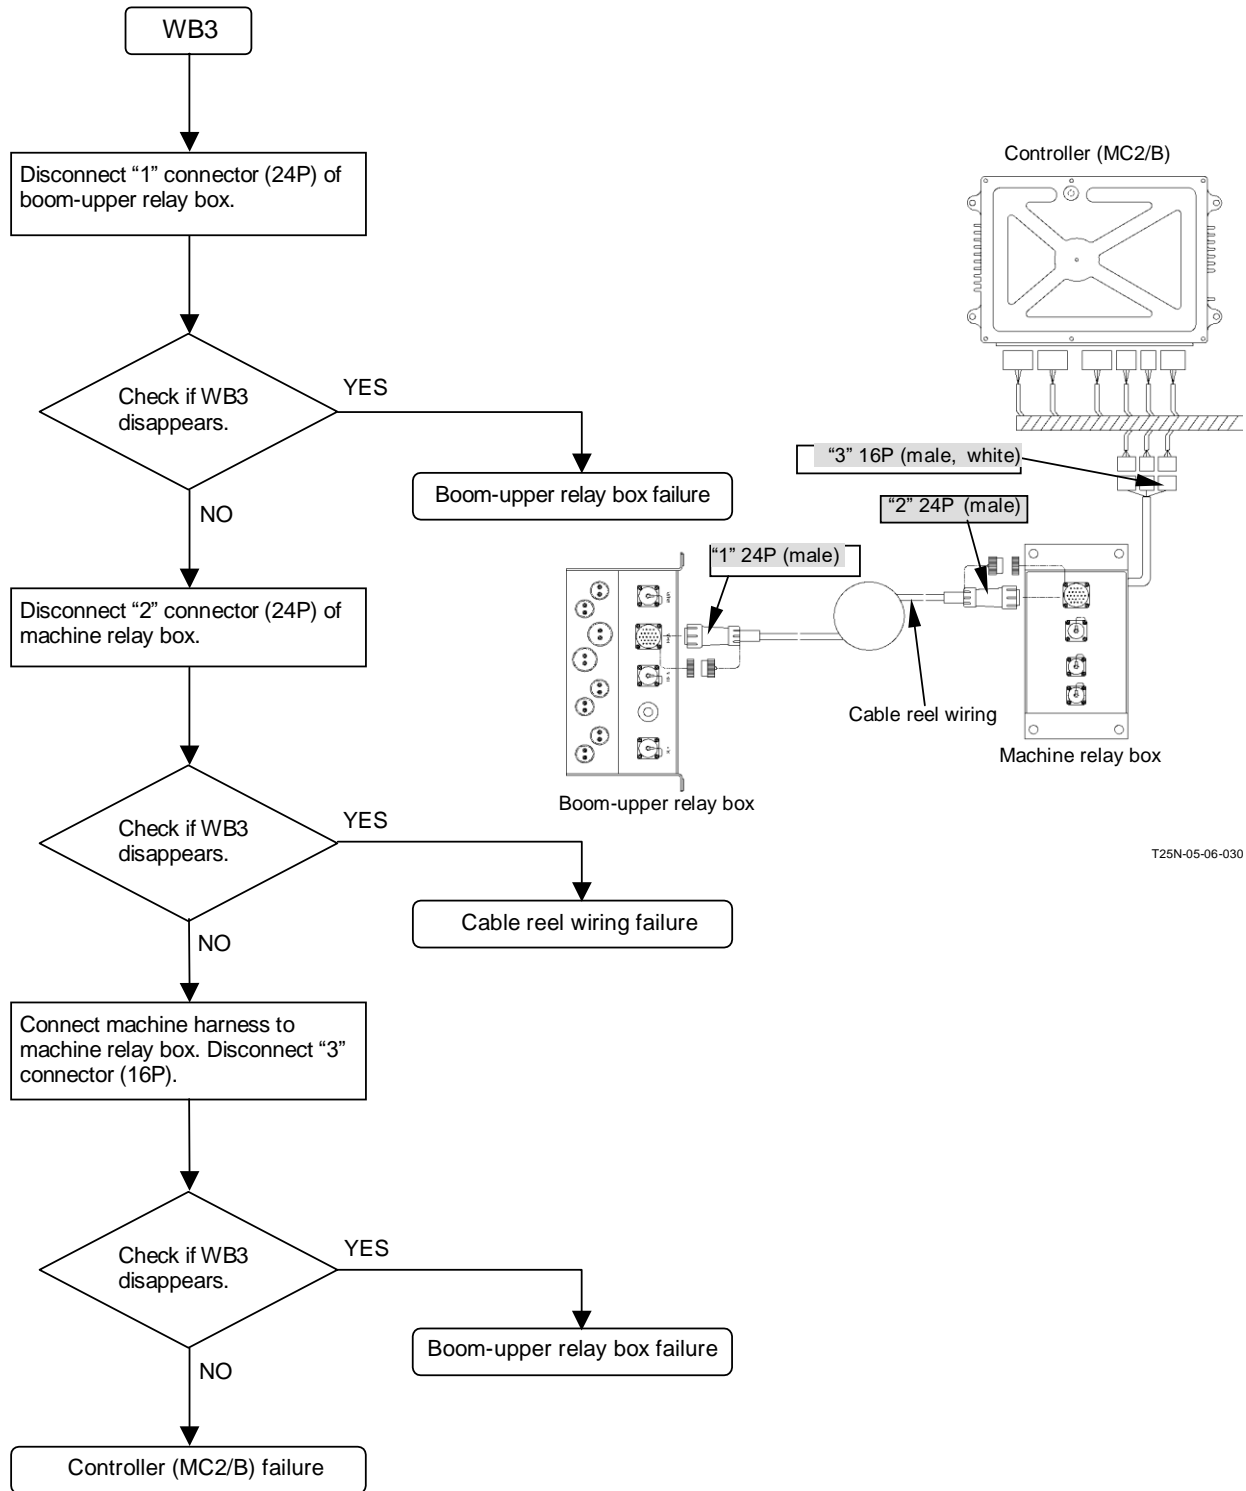 WB3
Disconnect “1” connector (24P) of
boom-upper relay box.
Check if WB3
disappears.
YES
Boom-upper relay box failure
NO
Disconnect “2” connector (24P) of
machine relay box.
Check if WB3
disappears.
YES
Cable reel wiring failure
NO
Connect machine harness to
machine relay box. Disconnect “3”
connector (16P).
Check if WB3
disappears.
YES
Boom-upper relay box failure
NO
Controller (MC2/B) failure
Controller (MC2/B)
“3” 16P (male, white)
“2” 24P (male)
“1” 24P (male)
Cable reel wiring
Machine relay box
Boom-upper relay box
T25N-05-06-030